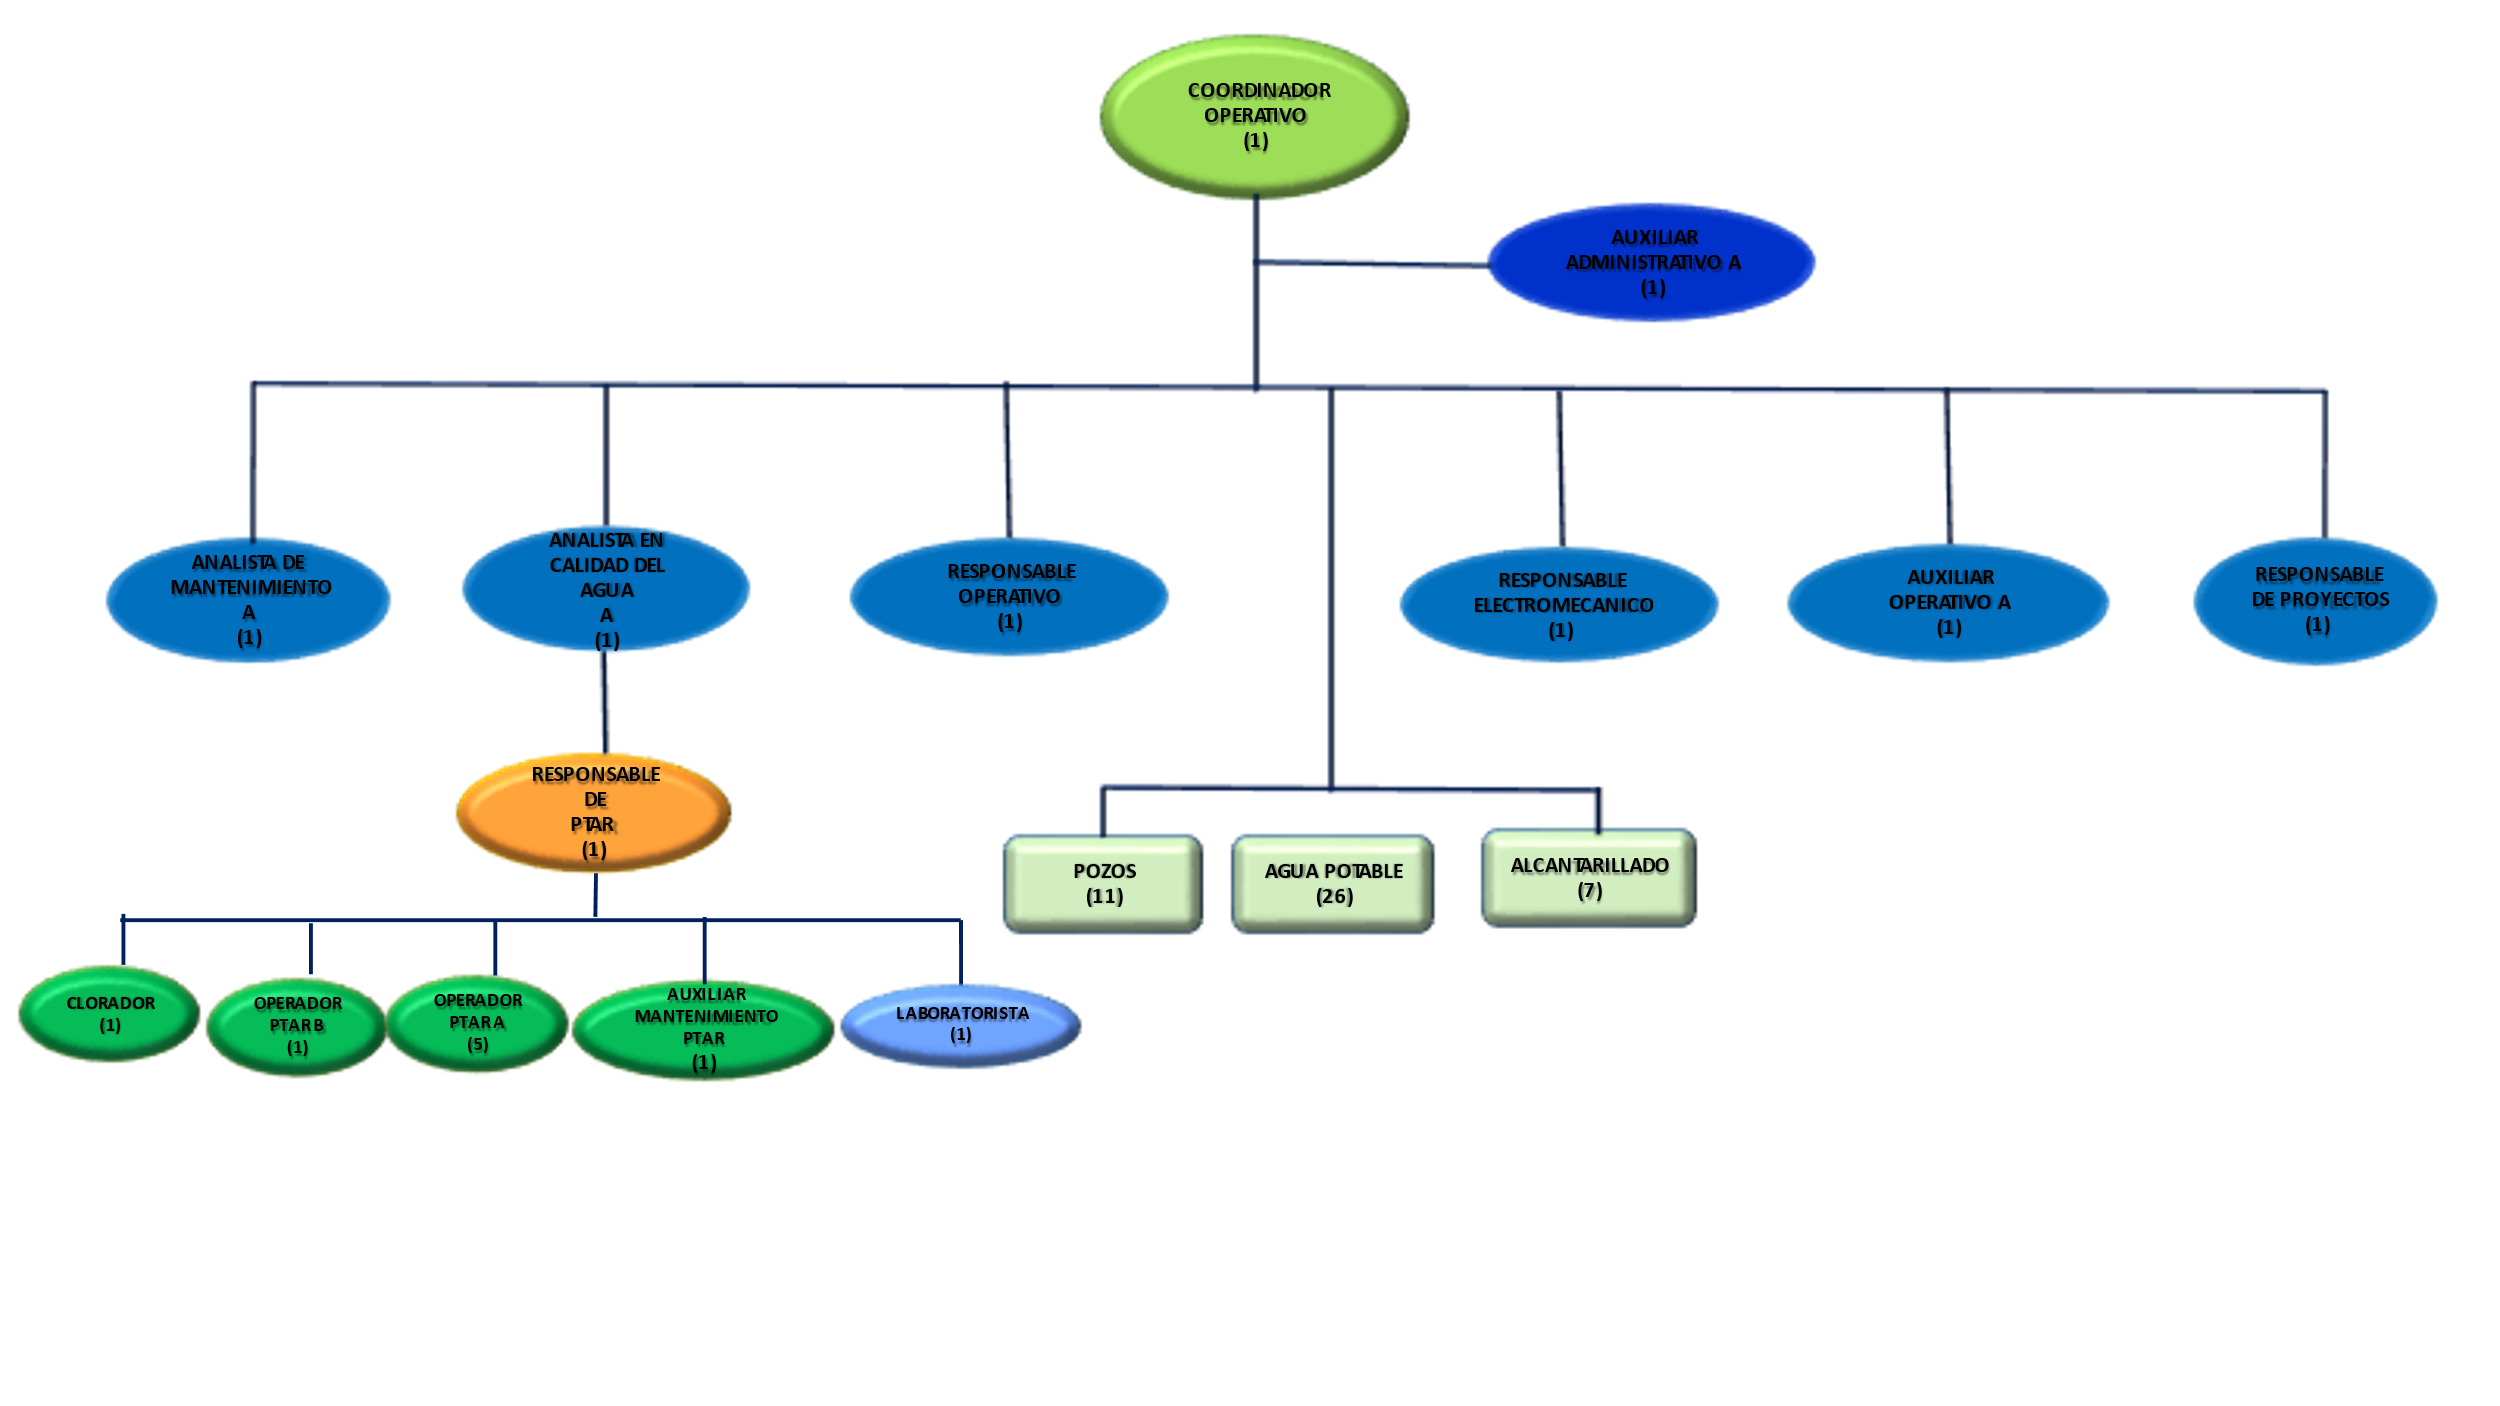 COORDINADOR
OPERATIVO
(1)
AUXILIAR
ADMINISTRATIVO A
(1)
ANALISTA DE
MANTENIMIENTO
A
(1)
ANALISTA EN
CALIDAD DEL
AGUA
A
(1)
RESPONSABLE
OPERATIVO
(1)
RESPONSABLE
ELECTROMECANICO
(1)
AUXILIAR
OPERATIVO A
(1)
RESPONSABLE
DE PROYECTOS
(1)
RESPONSABLE
DE
PTAR
(1)
POZOS
(11)
AGUA POTABLE
(26)
ALCANTARILLADO
(7)
CLORADOR
(1)
OPERADOR
PTAR B
(1)
OPERADOR
PTAR A
(5)
AUXILIAR
MANTENIMIENTO
PTAR
(1)
LABORATORISTA
(1)